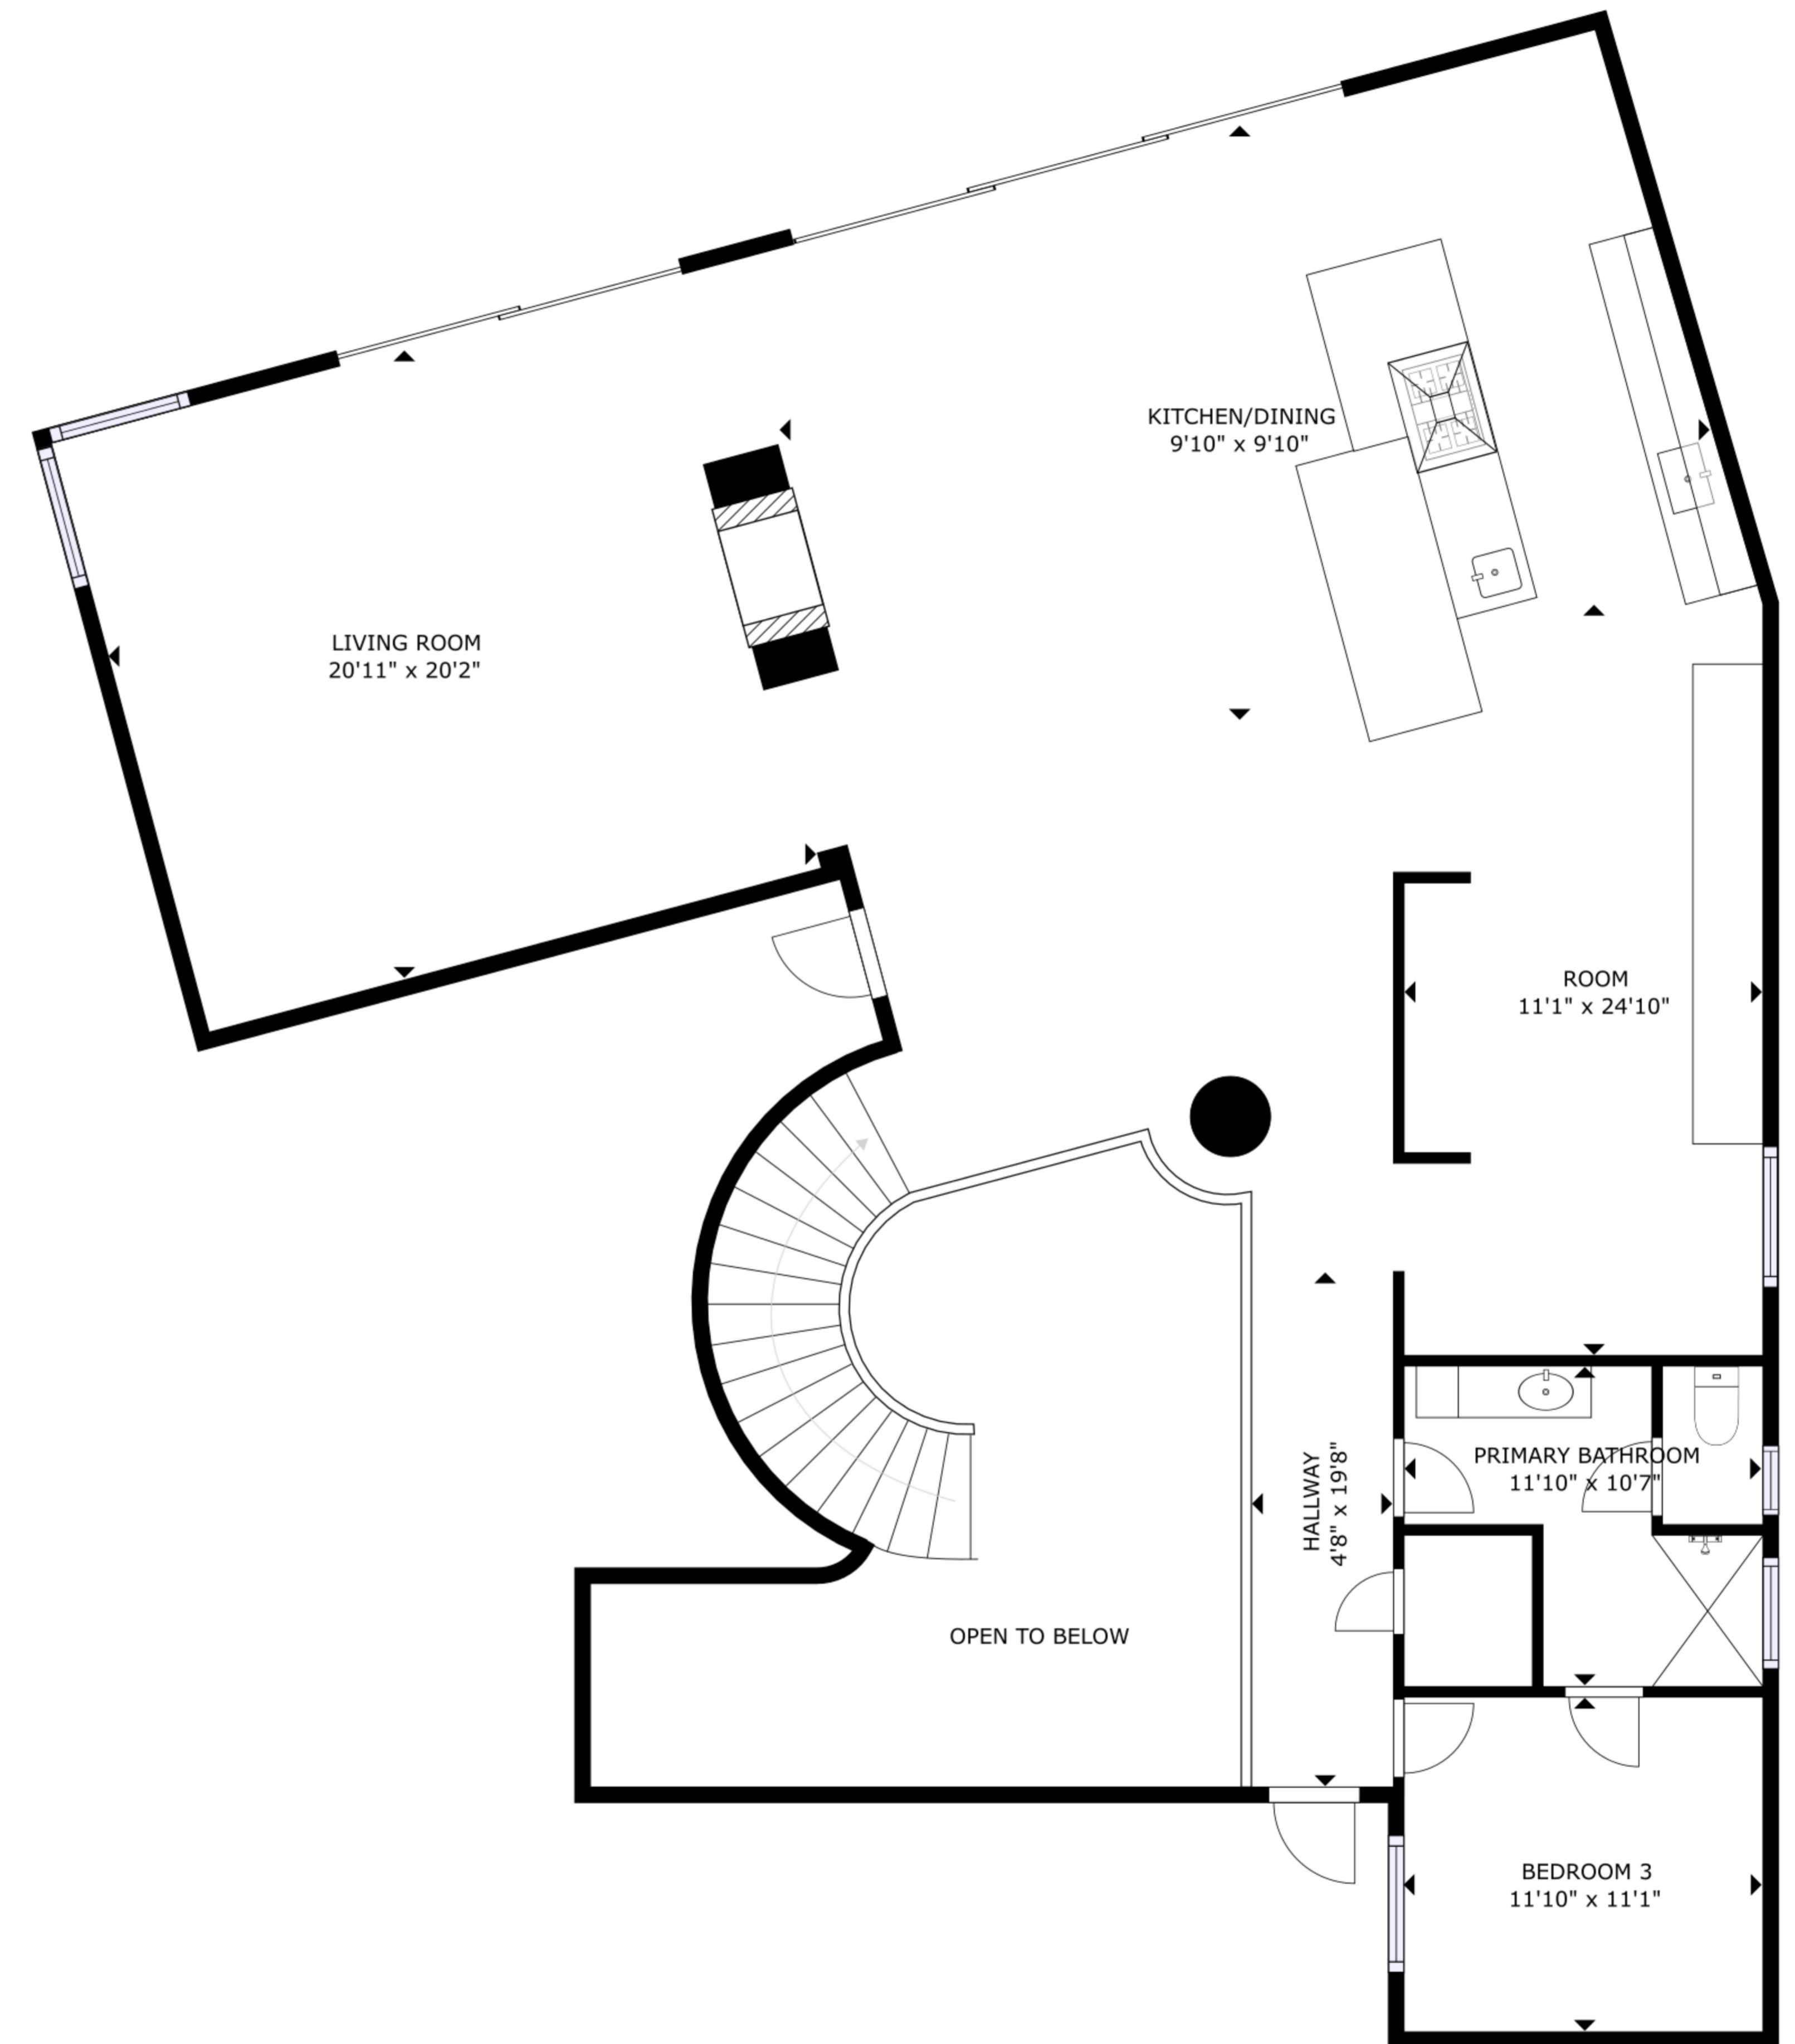 KITCHEN/DINING
9'10" x 9'10"
LIVING ROOM
20'11" x 20'2"
ROOM
11'1" x 24'10"
PRIMARY BATHROOM
11'10" x 10'7"
HALLWAY
4'8" x 19'8"
OPEN TO BELOW
BEDROOM 3
11'10" x 11'1"